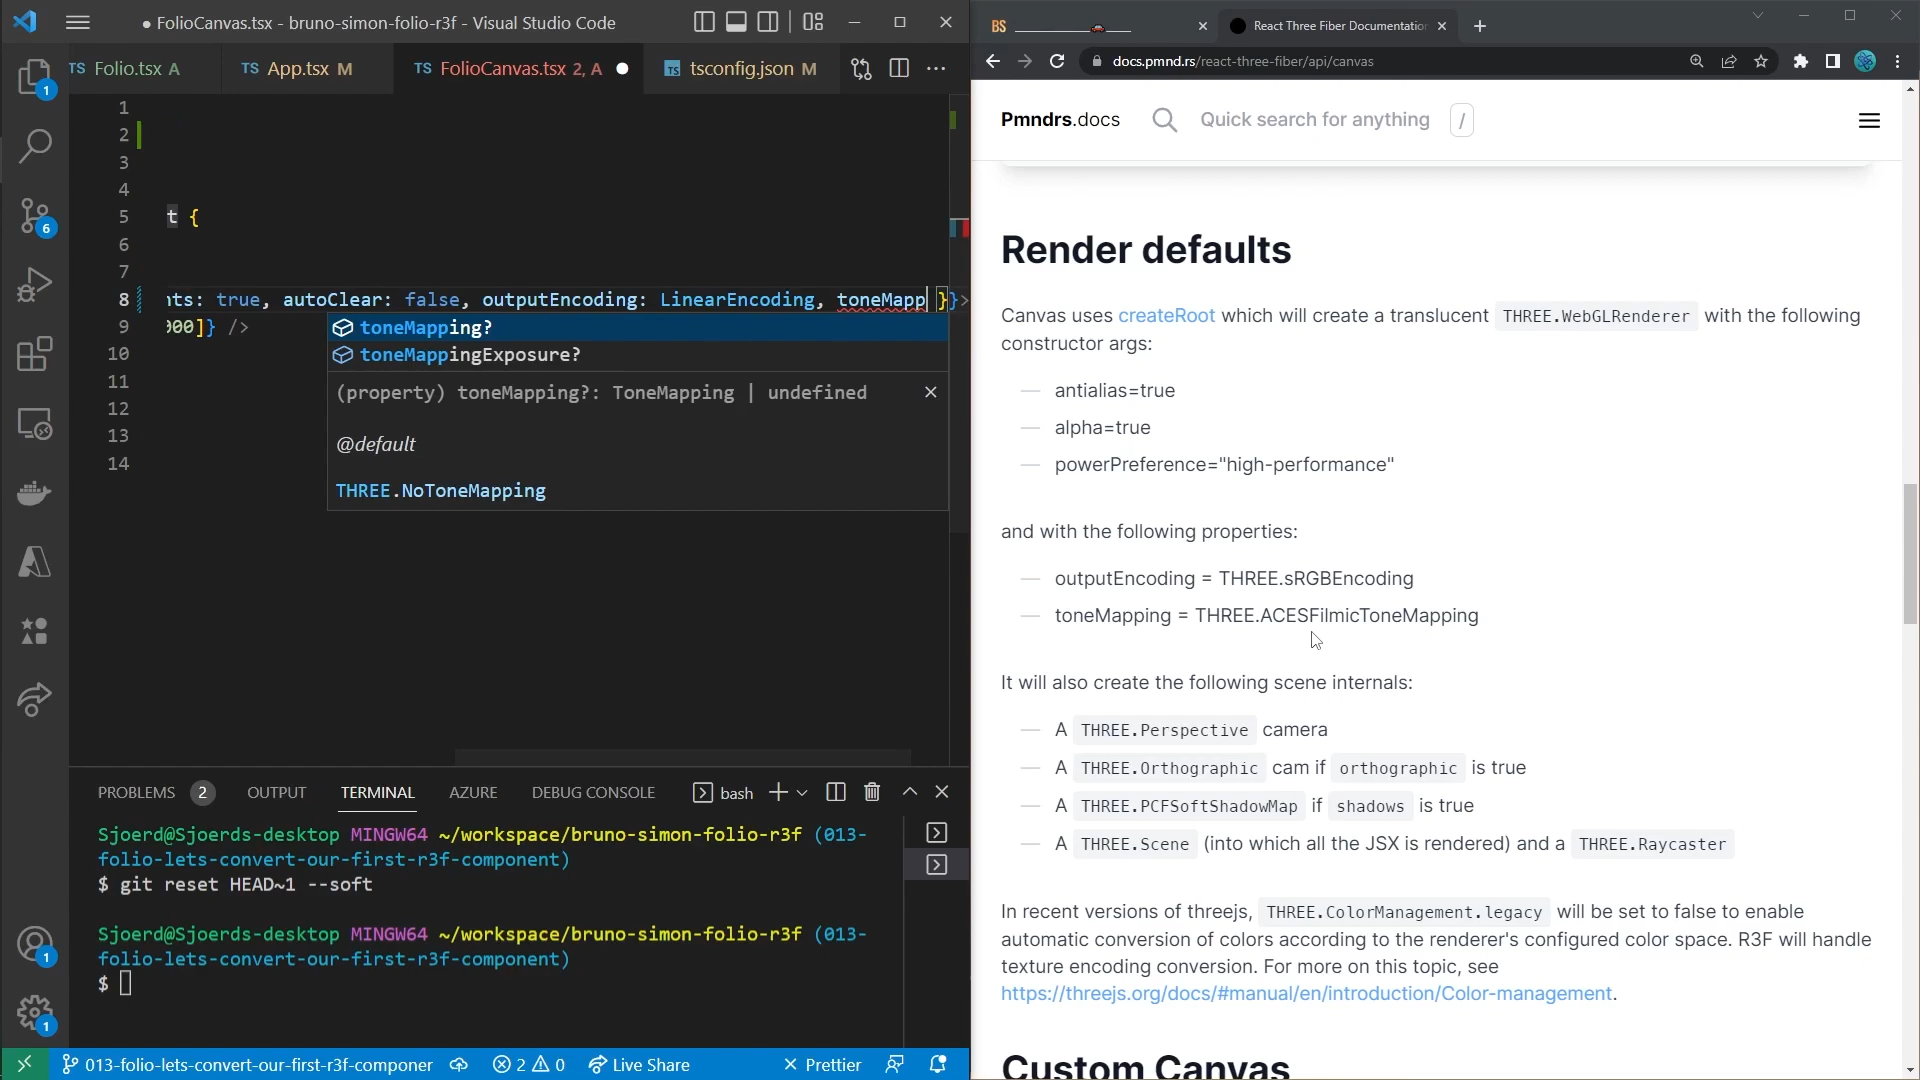 ● FolioCanvas.tsx - bruno-simon-folio-r3f - Visual Studio Code
TS Folio.tsx A
TS App.tsx M
TS FolioCanvas.tsx 2, A ●
TS tsconfig.json M
1
2
3
4
5 t {
6
7
8 nts: true, autoClear: false, outputEncoding: LinearEncoding, toneMapp }}>
9 000]} />
10
11
12
13
14
toneMapping?
toneMappingExposure?
(property) toneMapping?: ToneMapping | undefined
@default
THREE.NoToneMapping
1
6
1
1
PROBLEMS 2 OUTPUT TERMINAL AZURE DEBUG CONSOLE bash
Sjoerd@Sjoerds-desktop MINGW64 ~/workspace/bruno-simon-folio-r3f (013-
folio-lets-convert-our-first-r3f-component)
$ git reset HEAD~1 --soft
Sjoerd@Sjoerds-desktop MINGW64 ~/workspace/bruno-simon-folio-r3f (013-
folio-lets-convert-our-first-r3f-component)
$
013-folio-lets-convert-our-first-r3f-componer 2 0 Live Share Prettier
BS
React Three Fiber Documentation
docs.pmnd.rs/react-three-fiber/api/canvas
Pmndrs.docs Quick search for anything /
Render defaults
Canvas uses createRoot which will create a translucent THREE.WebGLRenderer with the following
constructor args:
— antialias=true
— alpha=true
— powerPreference="high-performance"
and with the following properties:
— outputEncoding = THREE.sRGBEncoding
— toneMapping = THREE.ACESFilmicToneMapping
It will also create the following scene internals:
— A THREE.Perspective camera
— A THREE.Orthographic cam if orthographic is true
— A THREE.PCFSoftShadowMap if shadows is true
— A THREE.Scene (into which all the JSX is rendered) and a THREE.Raycaster
In recent versions of threejs, THREE.ColorManagement.legacy will be set to false to enable
automatic conversion of colors according to the renderer's configured color space. R3F will handle
texture encoding conversion. For more on this topic, see
https://threejs.org/docs/#manual/en/introduction/Color-management.
Custom Canvas